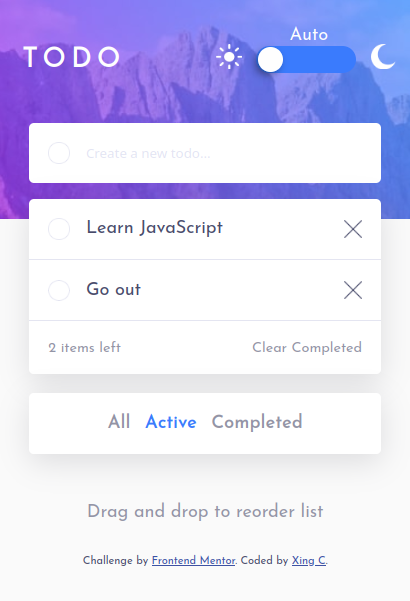 Auto
TODO
Create a new todo...
Learn JavaScript
Go out
2 items left Clear Completed
All Active Completed
Drag and drop to reorder list
Challenge by Frontend Mentor. Coded by Xing C.